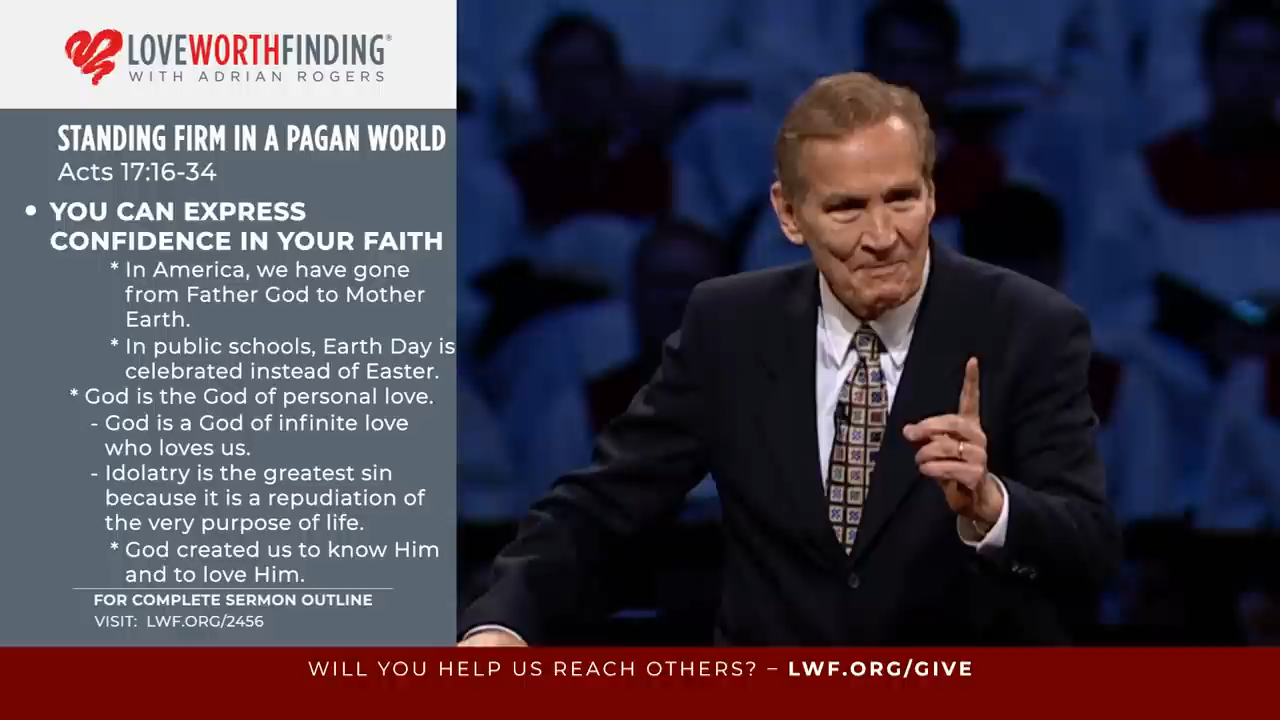 LOVEWORTHFINDING®
WITH ADRIAN ROGERS
STANDING FIRM IN A PAGAN WORLD
Acts 17:16-34
• YOU CAN EXPRESS
CONFIDENCE IN YOUR FAITH
* In America, we have gone
from Father God to Mother
Earth.
* In public schools, Earth Day is
celebrated instead of Easter.
* God is the God of personal love.
- God is a God of infinite love
who loves us.
- Idolatry is the greatest sin
because it is a repudiation of
the very purpose of life.
* God created us to know Him
and to love Him.
FOR COMPLETE SERMON OUTLINE
VISIT: LWF.ORG/2456
WILL YOU HELP US REACH OTHERS? – LWF.ORG/GIVE